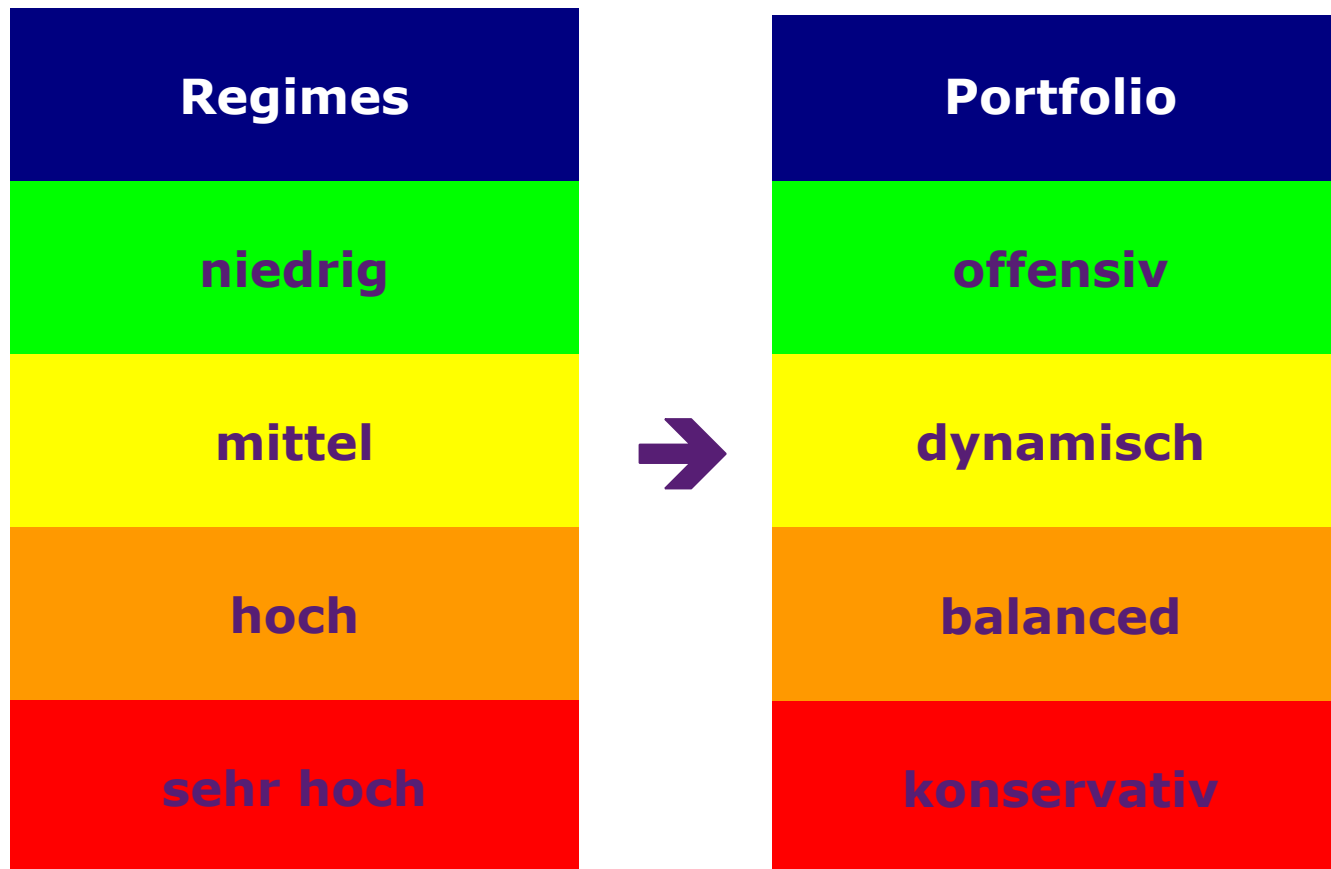 Regimes
niedrig
mittel
hoch
sehr hoch
Portfolio
offensiv
dynamisch
balanced
konservativ